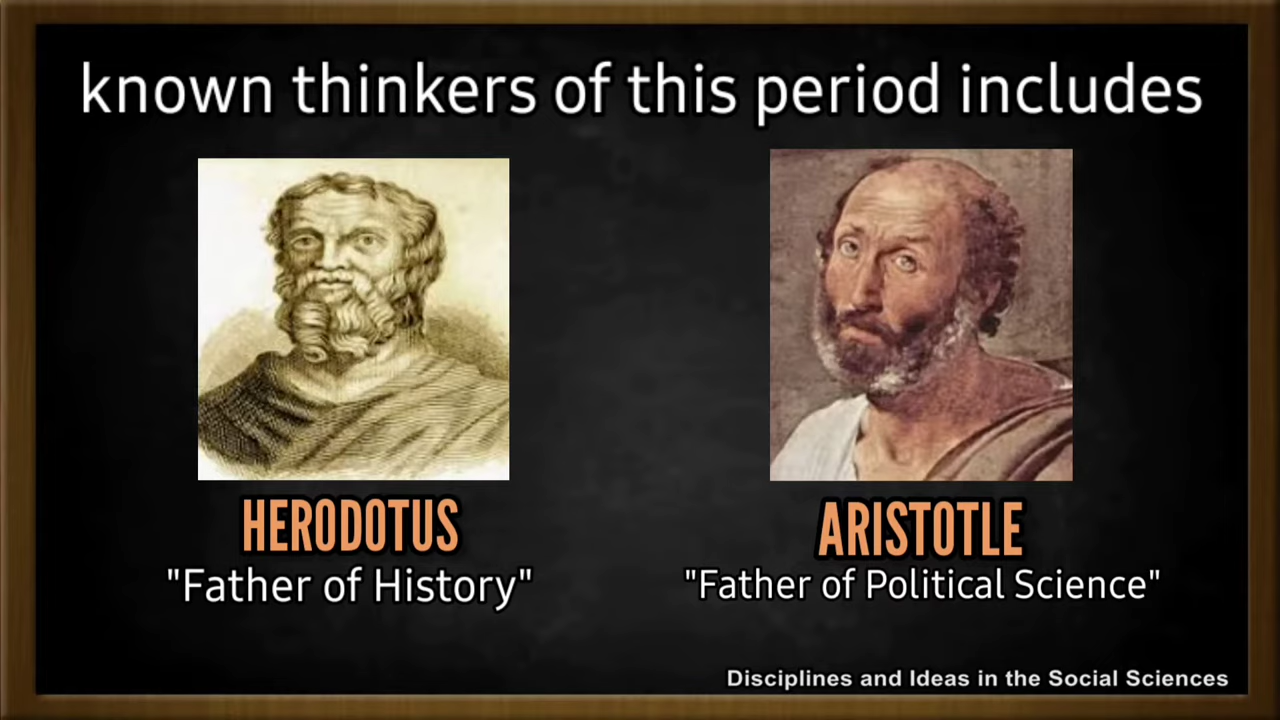 known thinkers of this period includes
HERODOTUS
"Father of History"
ARISTOTLE
"Father of Political Science"
Disciplines and Ideas in the Social Sciences